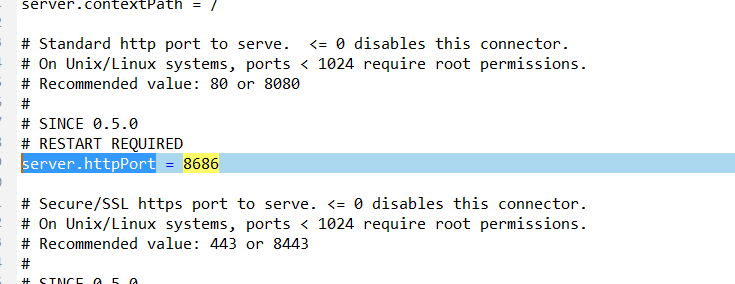 server.contextPath = /
# Standard http port to serve.  <= 0 disables this connector.
# On Unix/Linux systems, ports < 1024 require root permissions.
# Recommended value: 80 or 8080
#
# SINCE 0.5.0
# RESTART REQUIRED
server.httpPort = 8686
# Secure/SSL https port to serve. <= 0 disables this connector.
# On Unix/Linux systems, ports < 1024 require root permissions.
# Recommended value: 443 or 8443
#
# SINCE 0.5.0